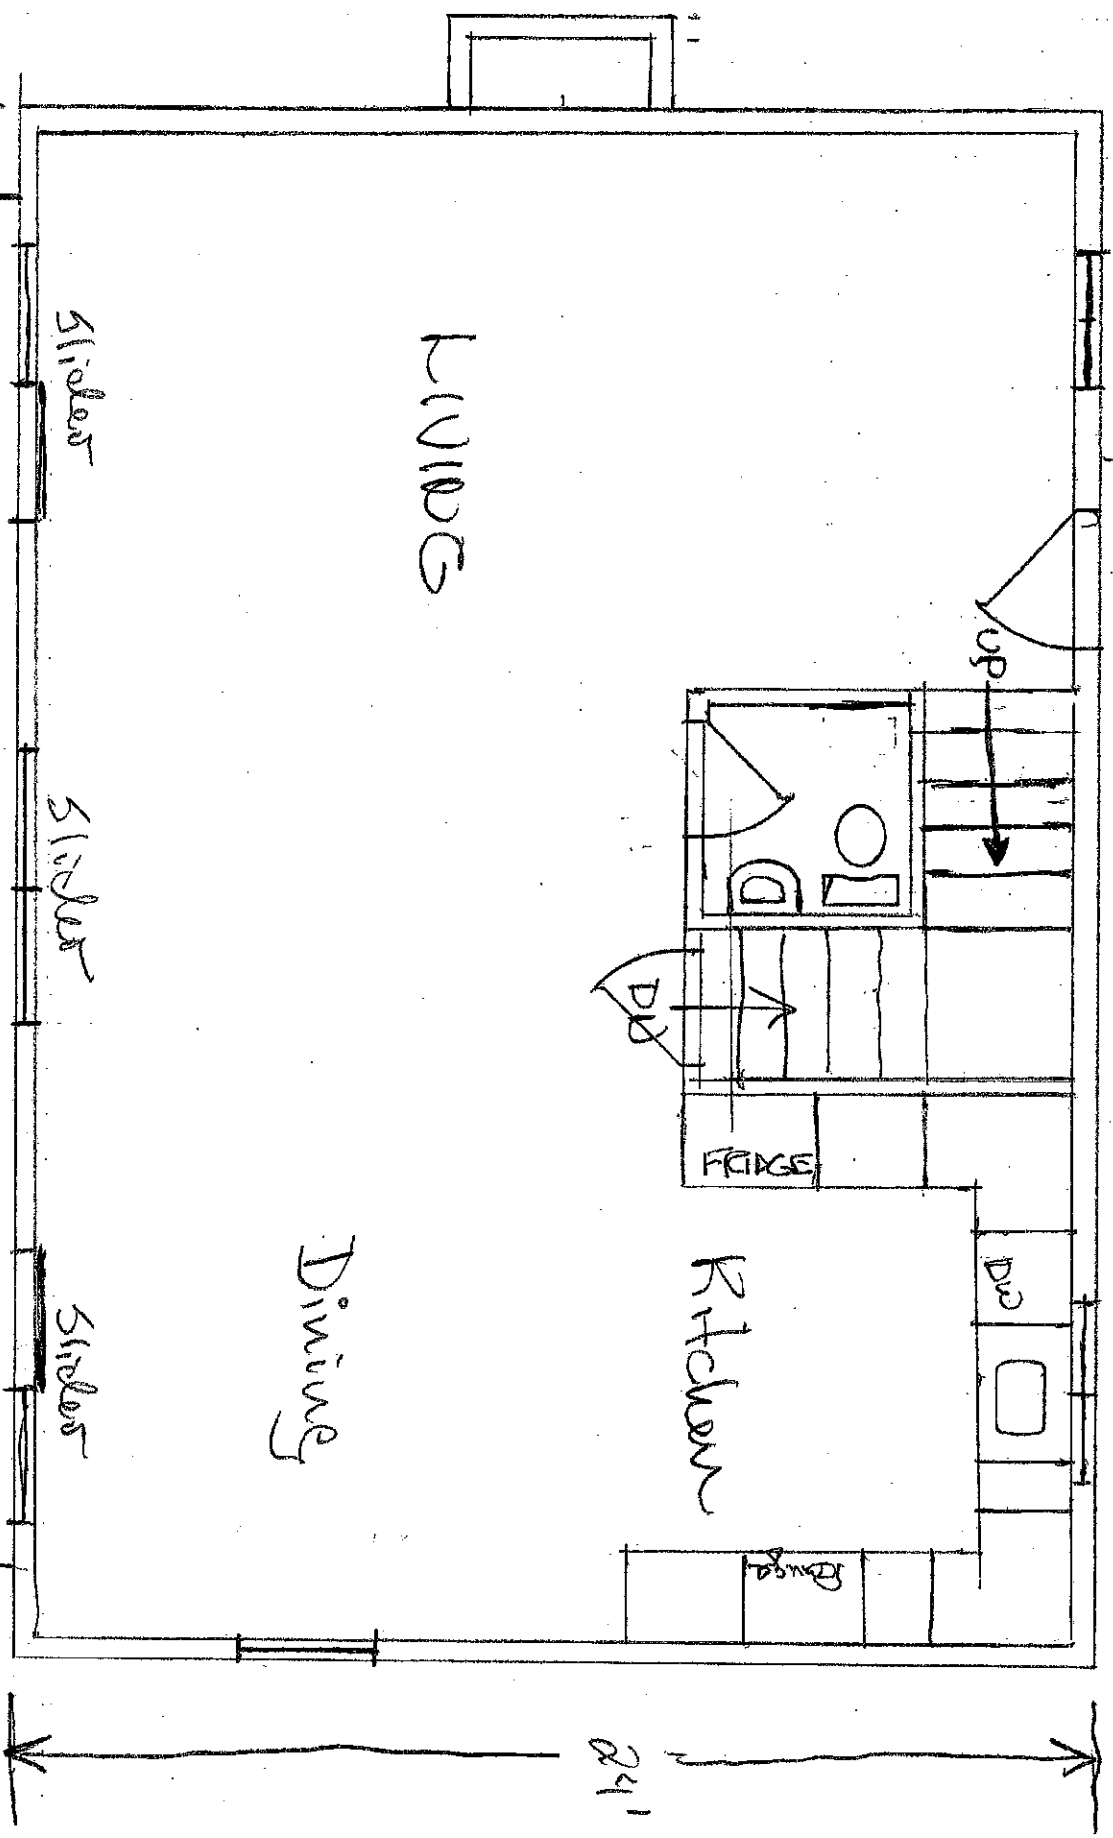 UP
DW
FRIDGE
DN
Range
Kitchen
LIVING
Dining
Slider
Slider
Slider
24'